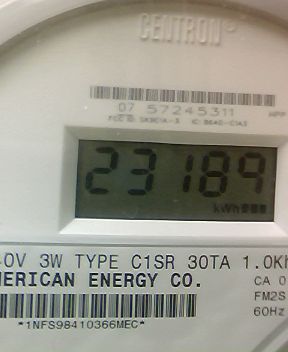 CENTRON®
07 57245311
23189
kWh
0V 3W TYPE C1SR 30TA 1.0Kh
MERICAN ENERGY CO.
CA 0
FM2S
60Hz
*1NFS98410366MEC*